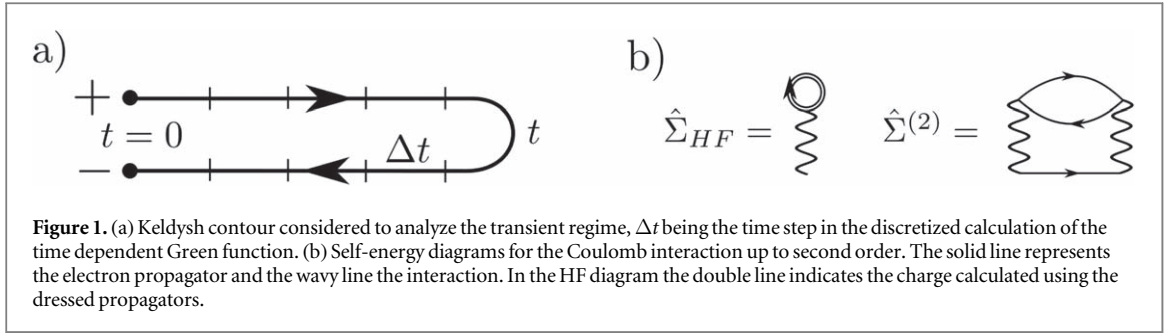 a)
+
t = 0
−
Δt
t
b)
Σ̂_{HF} =
Σ̂^{(2)} =
Figure 1. (a) Keldysh contour considered to analyze the transient regime, Δt being the time step in the discretized calculation of the
time dependent Green function. (b) Self-energy diagrams for the Coulomb interaction up to second order. The solid line represents
the electron propagator and the wavy line the interaction. In the HF diagram the double line indicates the charge calculated using the
dressed propagators.